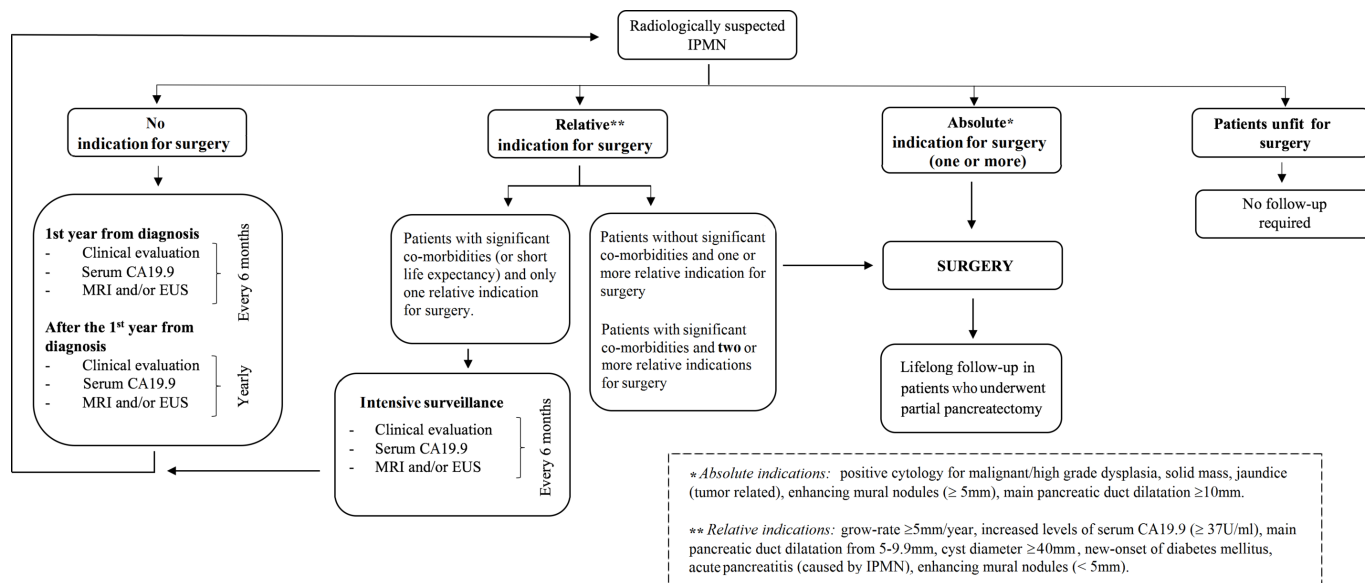 Radiologically suspected
IPMN
No
indication for surgery
Relative**
indication for surgery
Absolute*
indication for surgery
(one or more)
Patients unfit for
surgery
1st year from diagnosis
- Clinical evaluation
- Serum CA19.9
- MRI and/or EUS
Every 6 months
After the 1st year from
diagnosis
- Clinical evaluation
- Serum CA19.9
- MRI and/or EUS
Yearly
Patients with significant
co-morbidities (or short
life expectancy) and only
one relative indication
for surgery.
Patients without significant
co-morbidities and one or
more relative indication for
surgery
Patients with significant
co-morbidities and two or
more relative indications
for surgery
Intensive surveillance
- Clinical evaluation
- Serum CA19.9
- MRI and/or EUS
Every 6 months
SURGERY
Lifelong follow-up in
patients who underwent
partial pancreatectomy
No follow-up
required
* Absolute indications: positive cytology for malignant/high grade dysplasia, solid mass, jaundice
(tumor related), enhancing mural nodules (≥ 5mm), main pancreatic duct dilatation ≥10mm.
** Relative indications: grow-rate ≥5mm/year, increased levels of serum CA19.9 (≥ 37U/ml), main
pancreatic duct dilatation from 5-9.9mm, cyst diameter ≥40mm, new-onset of diabetes mellitus,
acute pancreatitis (caused by IPMN), enhancing mural nodules (< 5mm).